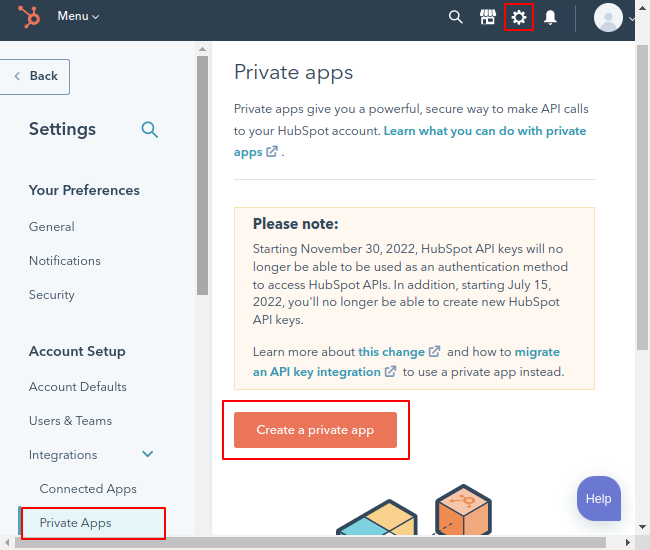 Menu
Back
Settings
Your Preferences
General
Notifications
Security
Account Setup
Account Defaults
Users & Teams
Integrations
Connected Apps
Private Apps
Private apps
Private apps give you a powerful, secure way to make API calls
to your HubSpot account. Learn what you can do with private
apps .
Please note:
Starting November 30, 2022, HubSpot API keys will no
longer be able to be used as an authentication method
to access HubSpot APIs. In addition, starting July 15,
2022, you'll no longer be able to create new HubSpot
API keys.
Learn more about this change and how to migrate
an API key integration to use a private app instead.
Create a private app
Help